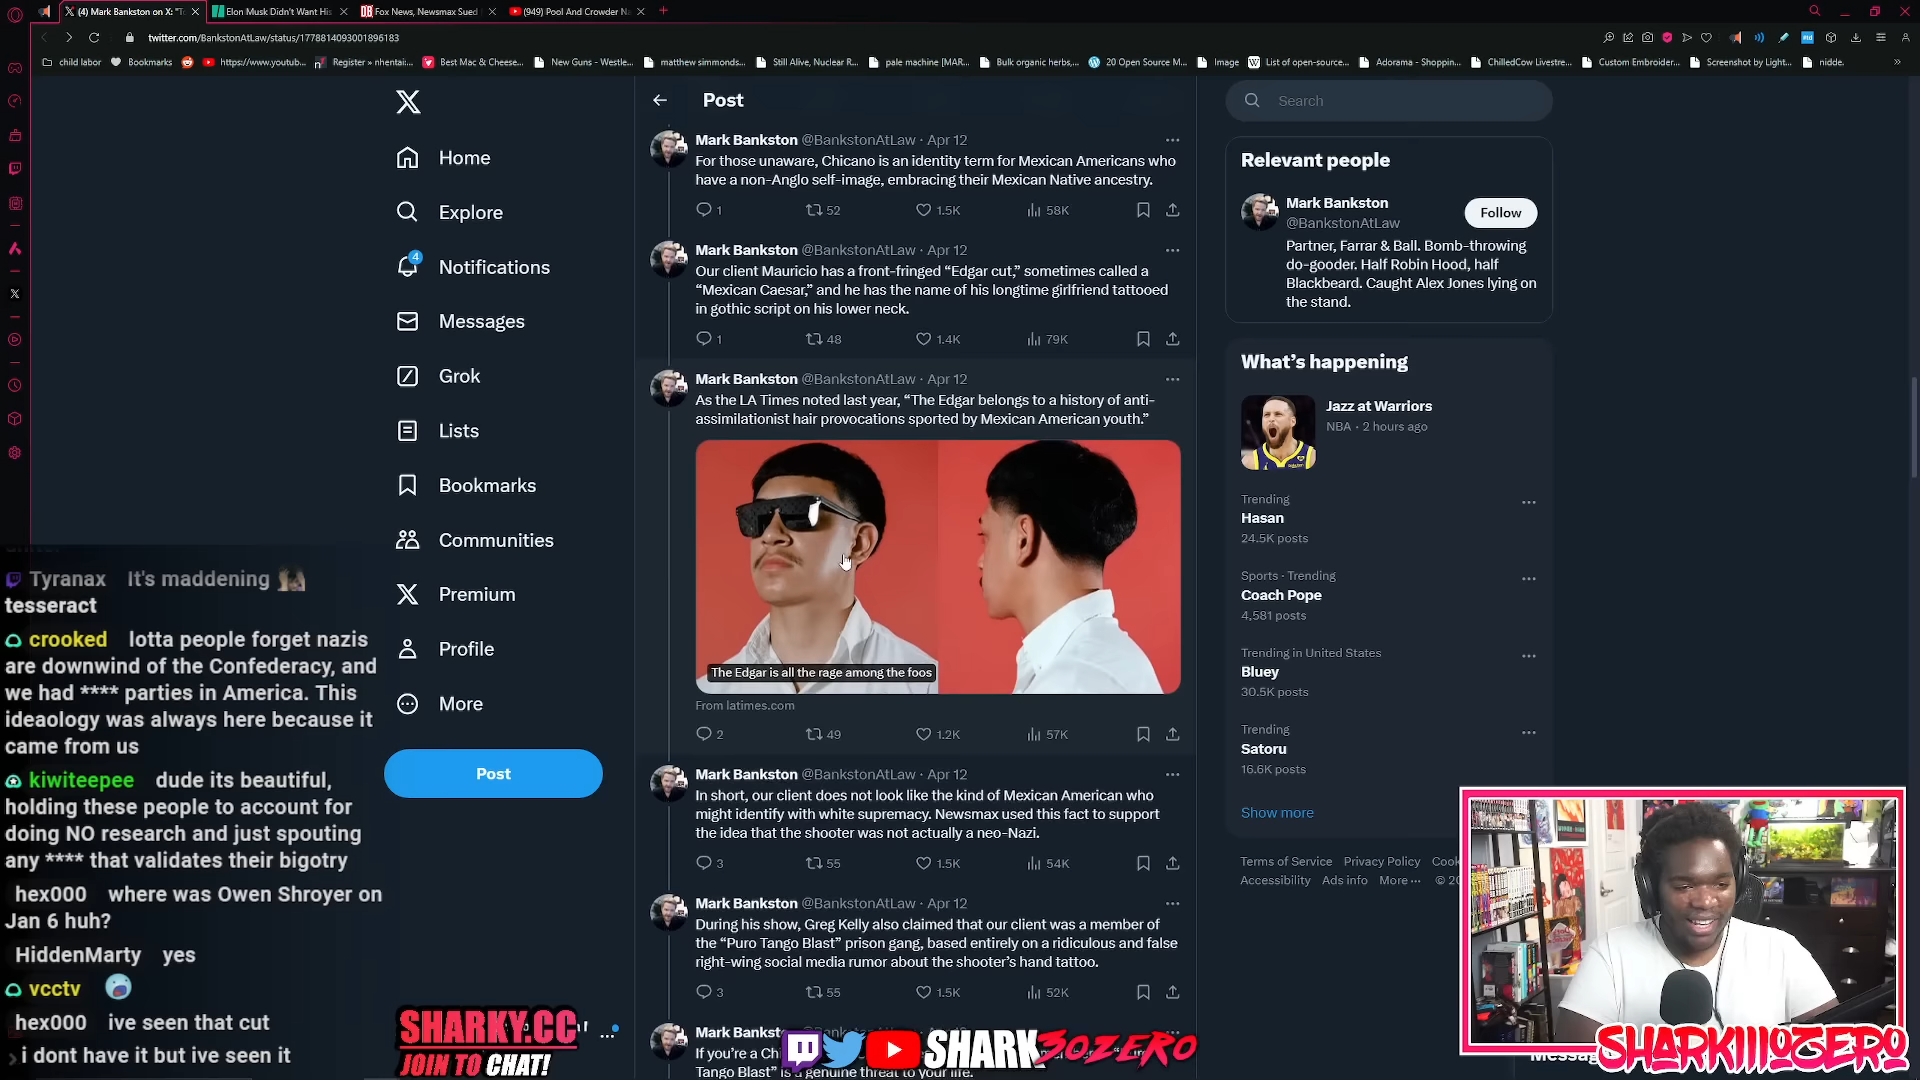 (4) Mark Bankston on X: "To
Elon Musk Didn't Want His
Fox News, Newsmax Sued
(949) Pool And Crowder Na
twitter.com/BankstonAtLaw/status/1778814093001896183
child labor
Bookmarks
https://www.youtub...
Register » nhentai:...
Best Mac & Cheese...
New Guns - Westle...
matthew simmonds...
Still Alive, Nuclear R...
pale machine [MAR...
Bulk organic herbs,...
20 Open Source M...
Image
List of open-source...
Adorama - Shoppin...
ChilledCow Livestre...
Custom Embroider...
Screenshot by Light...
nidde.
Home
Explore
4
Notifications
Messages
Grok
Lists
Bookmarks
Communities
Premium
Profile
More
Post
Post
Mark Bankston @BankstonAtLaw · Apr 12
For those unaware, Chicano is an identity term for Mexican Americans who
have a non-Anglo self-image, embracing their Mexican Native ancestry.
1 52 1.5K 58K
Mark Bankston @BankstonAtLaw · Apr 12
Our client Mauricio has a front-fringed “Edgar cut,” sometimes called a
“Mexican Caesar,” and he has the name of his longtime girlfriend tattooed
in gothic script on his lower neck.
1 48 1.4K 79K
Mark Bankston @BankstonAtLaw · Apr 12
As the LA Times noted last year, “The Edgar belongs to a history of anti-
assimilationist hair provocations sported by Mexican American youth.”
The Edgar is all the rage among the foos
From latimes.com
2 49 1.2K 57K
Mark Bankston @BankstonAtLaw · Apr 12
In short, our client does not look like the kind of Mexican American who
might identify with white supremacy. Newsmax used this fact to support
the idea that the shooter was not actually a neo-Nazi.
3 55 1.5K 54K
Mark Bankston @BankstonAtLaw · Apr 12
During his show, Greg Kelly also claimed that our client was a member of
the “Puro Tango Blast” prison gang, based entirely on a ridiculous and false
right-wing social media rumor about the shooter’s hand tattoo.
3 55 1.5K 52K
Search
Relevant people
Mark Bankston
@BankstonAtLaw
Follow
Partner, Farrar & Ball. Bomb-throwing
do-gooder. Half Robin Hood, half
Blackbeard. Caught Alex Jones lying on
the stand.
What’s happening
Jazz at Warriors
NBA · 2 hours ago
Trending
Hasan
24.5K posts
Sports · Trending
Coach Pope
4,581 posts
Trending in United States
Bluey
30.5K posts
Trending
Satoru
16.6K posts
Show more
Terms of Service Privacy Policy Cook
Accessibility Ads info More ··· © 20
Tyranax It's maddening
tesseract
crooked lotta people forget nazis
are downwind of the Confederacy, and
we had **** parties in America. This
ideaology was always here because it
came from us
kiwiteepee dude its beautiful,
holding these people to account for
doing NO research and just spouting
any **** that validates their bigotry
hex000 where was Owen Shroyer on
Jan 6 huh?
HiddenMarty yes
vcctv
hex000 ive seen that cut
i dont have it but ive seen it
SHARKY.CC
JOIN TO CHAT!
SHARK3OZERO
SHARKIIIOZERO